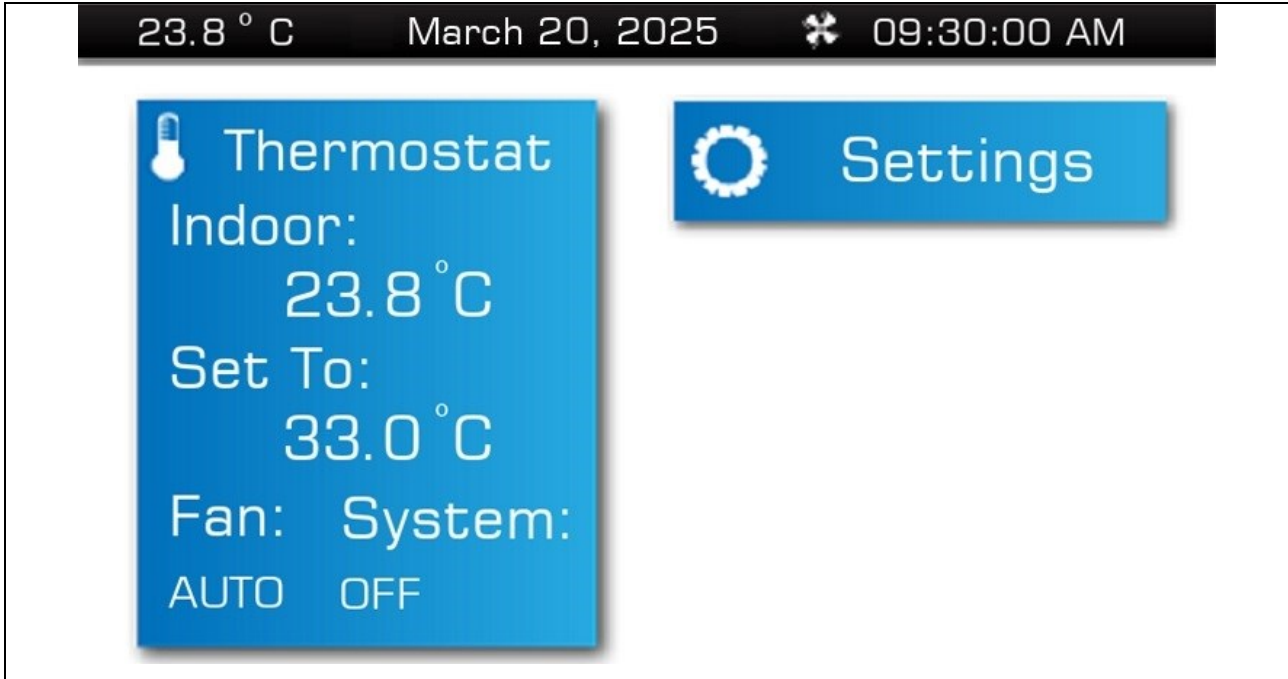 23.8 ° C March 20, 2025 09:30:00 AM
Thermostat
Indoor:
23.8 °C
Set To:
33.0 °C
Fan: System:
AUTO OFF
Settings